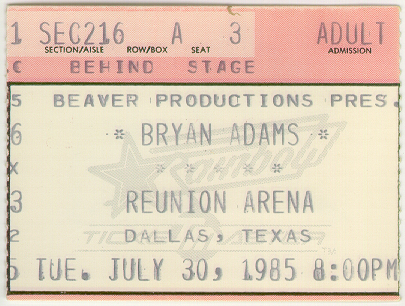 1 SEC216 A 3 ADULT
SECTION/AISLE ROW/BOX SEAT ADMISSION
C BEHIND STAGE
5 BEAVER PRODUCTIONS PRES.
6 * BRYAN ADAMS *
X * * * * *
3 REUNION ARENA
2 DALLAS, TEXAS
5 TUE. JULY 30, 1985 8:00PM